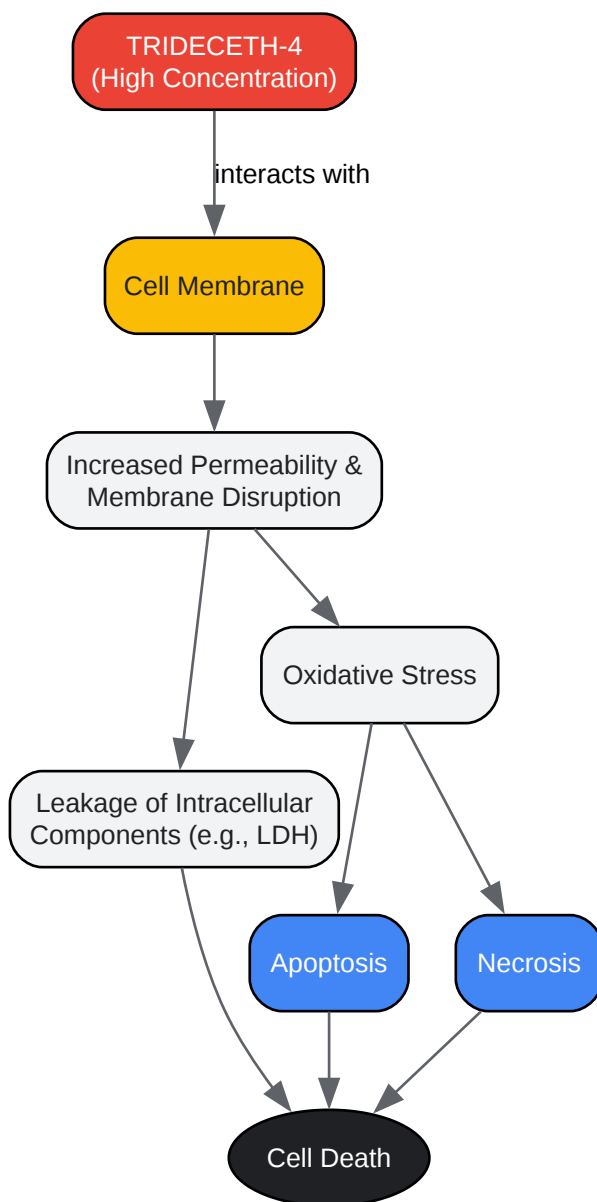 TRIDECETH-4
(High Concentration)
interacts with
Cell Membrane
Increased Permeability &
Membrane Disruption
Oxidative Stress
Leakage of Intracellular
Components (e.g., LDH)
Apoptosis
Necrosis
Cell Death